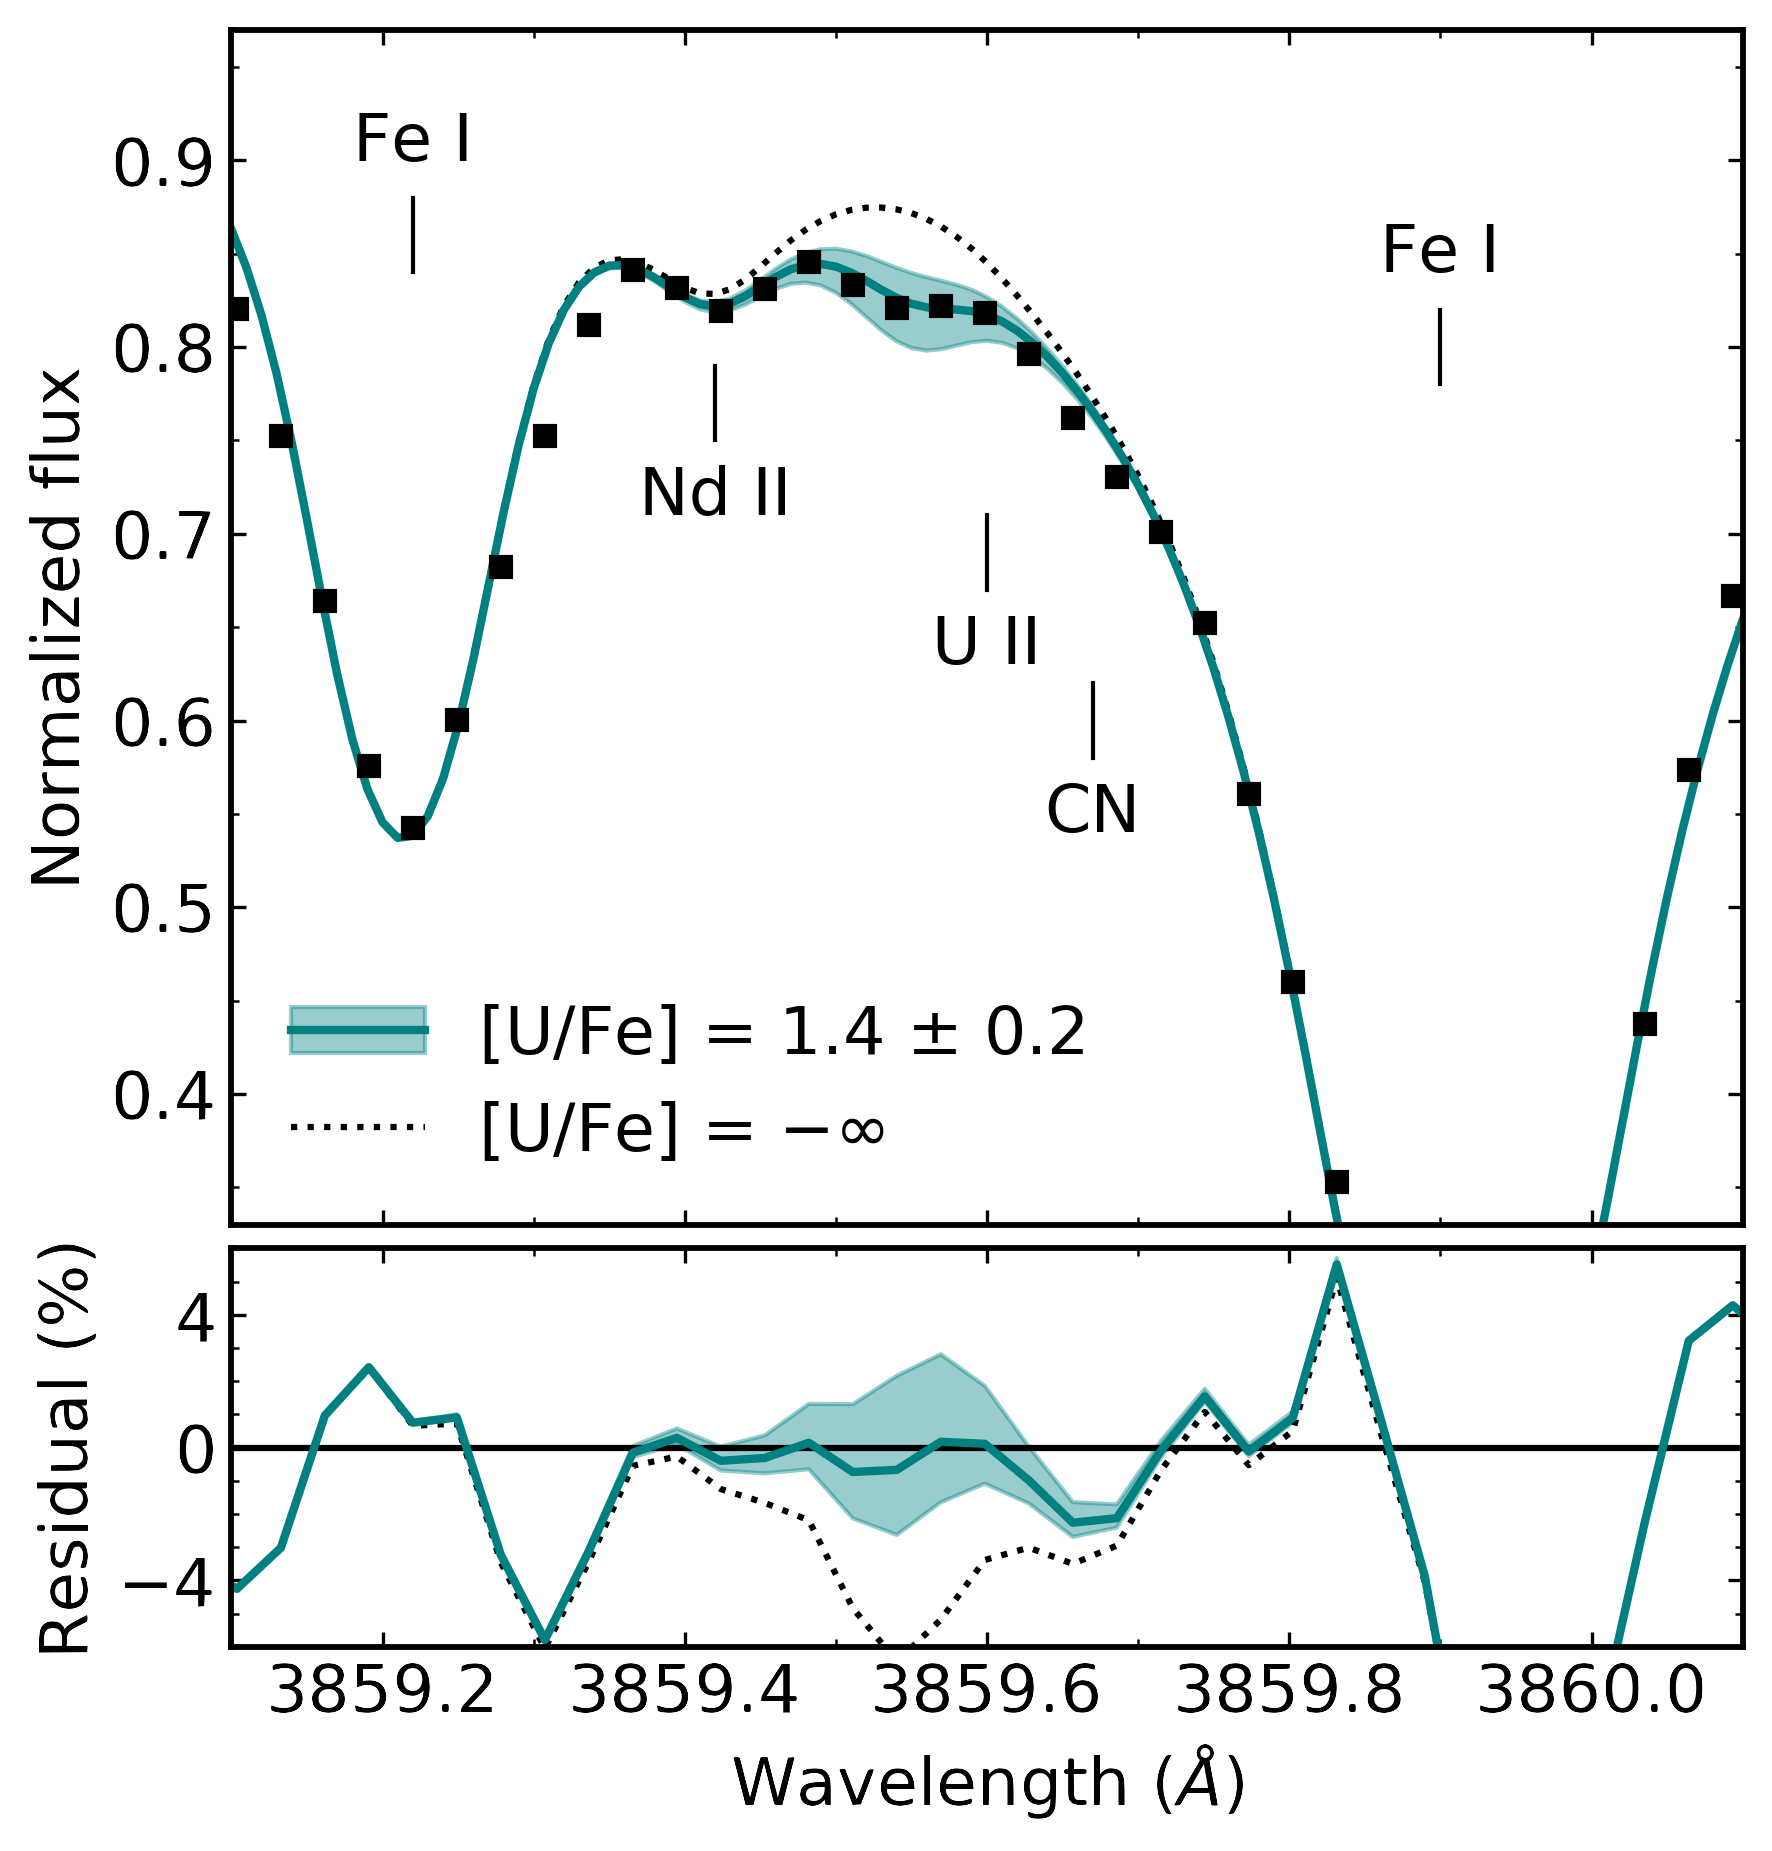 Fe I
Fe I
Nd II
U II
CN
0.9
0.8
0.7
0.6
0.5
0.4
Normalized flux
[U/Fe] = 1.4 ± 0.2
[U/Fe] = −∞
4
0
−4
Residual (%)
3859.2 3859.4 3859.6 3859.8 3860.0
Wavelength (Å)